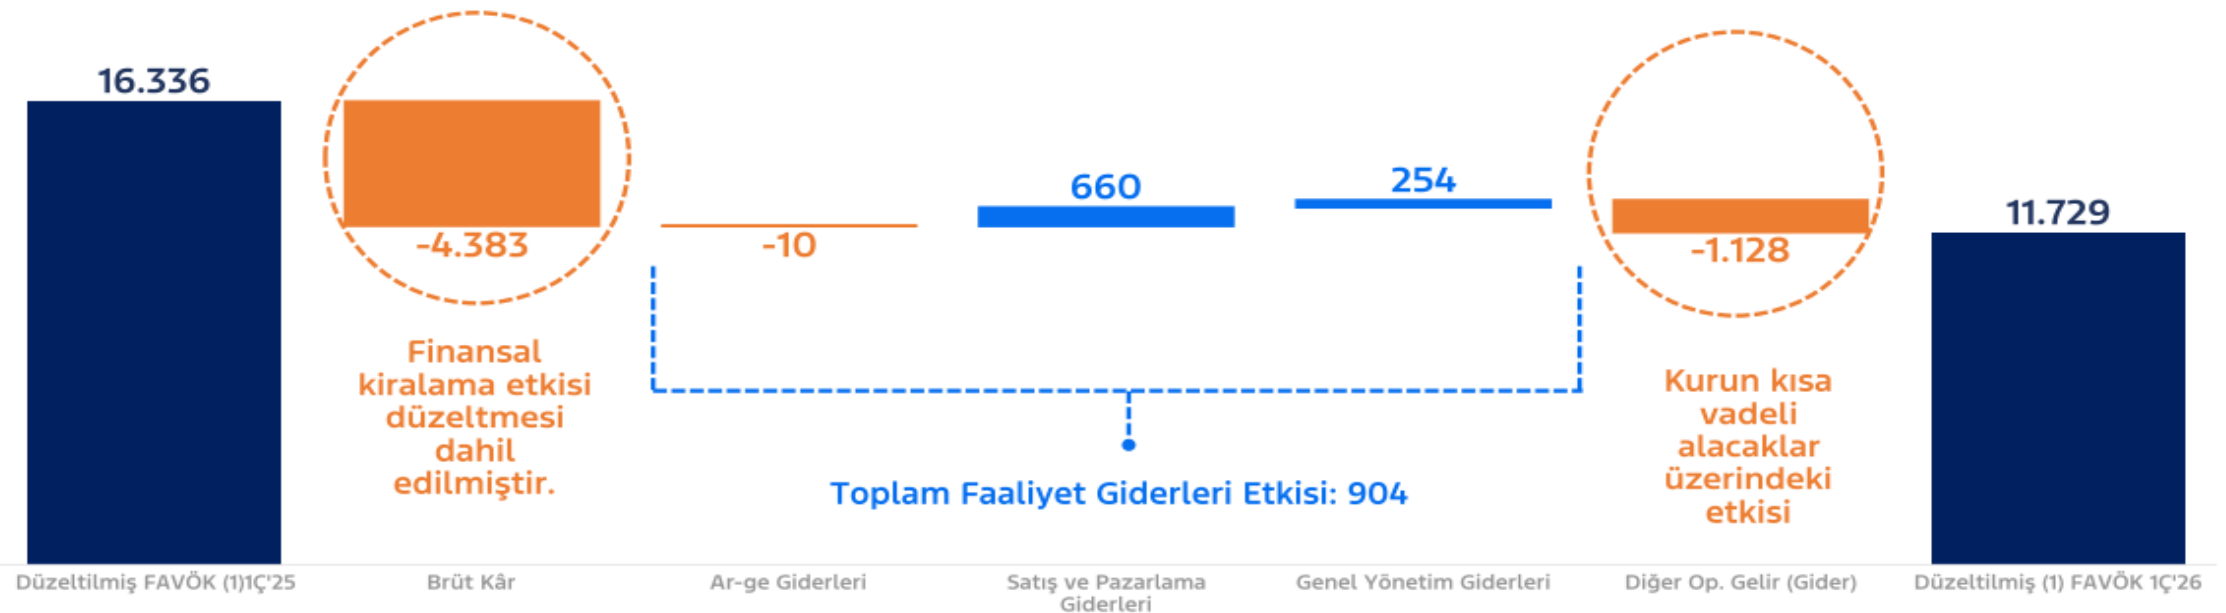 16.336
-4.383
-10
660
254
-1.128
11.729
Finansal
kiralama etkisi
düzeltmesi
dahil
edilmiştir.
Toplam Faaliyet Giderleri Etkisi: 904
Kurun kısa
vadeli
alacaklar
üzerindeki
etkisi
Düzeltilmiş FAVÖK (1)1Ç'25
Brüt Kâr
Ar-ge Giderleri
Satış ve Pazarlama
Giderleri
Genel Yönetim Giderleri
Diğer Op. Gelir (Gider)
Düzeltilmiş (1) FAVÖK 1Ç'26